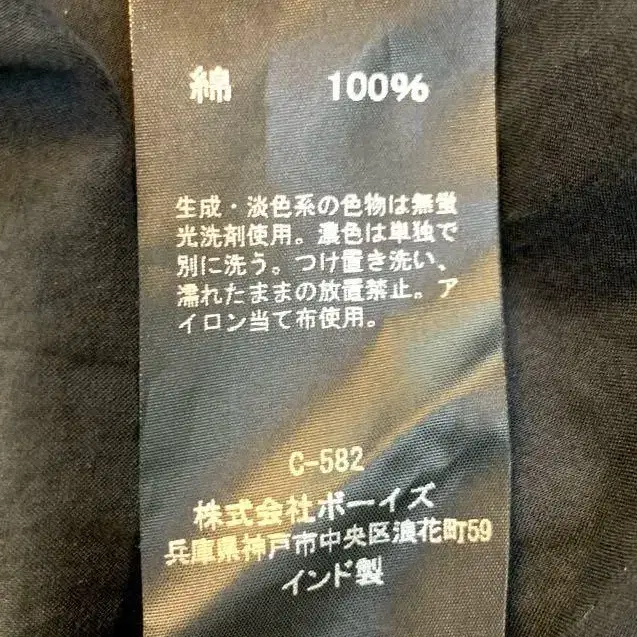 綿 100%
生成・淡色系の色物は無蛍
光洗剤使用。濃色は単独で
別に洗う。つけ置き洗い、
濡れたままの放置禁止。ア
イロン当て布使用。
C-582
株式会社ボーイズ
兵庫県神戸市中央区浪花町59
インド製